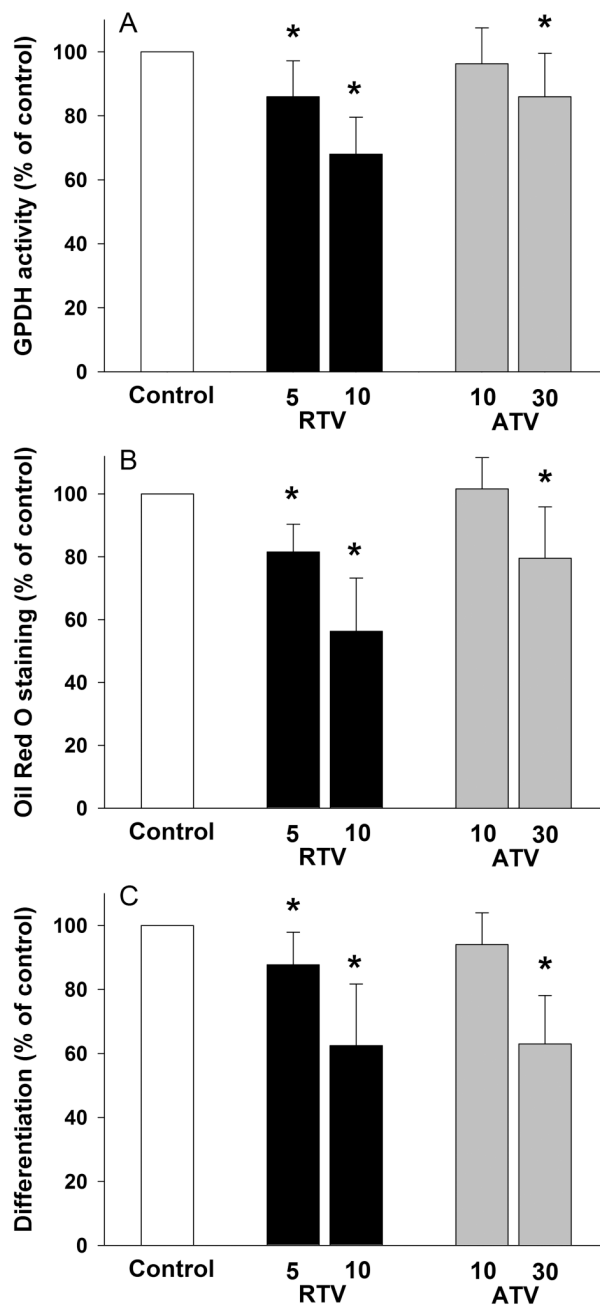 A
GPDH activity (% of control)
100
80
60
40
20
0
* * *
Control 5 10 10 30
RTV ATV
B
Oil Red O staining (% of control)
100
80
60
40
20
0
* * *
Control 5 10 10 30
RTV ATV
C
Differentiation (% of control)
100
80
60
40
20
0
* * *
Control 5 10 10 30
RTV ATV